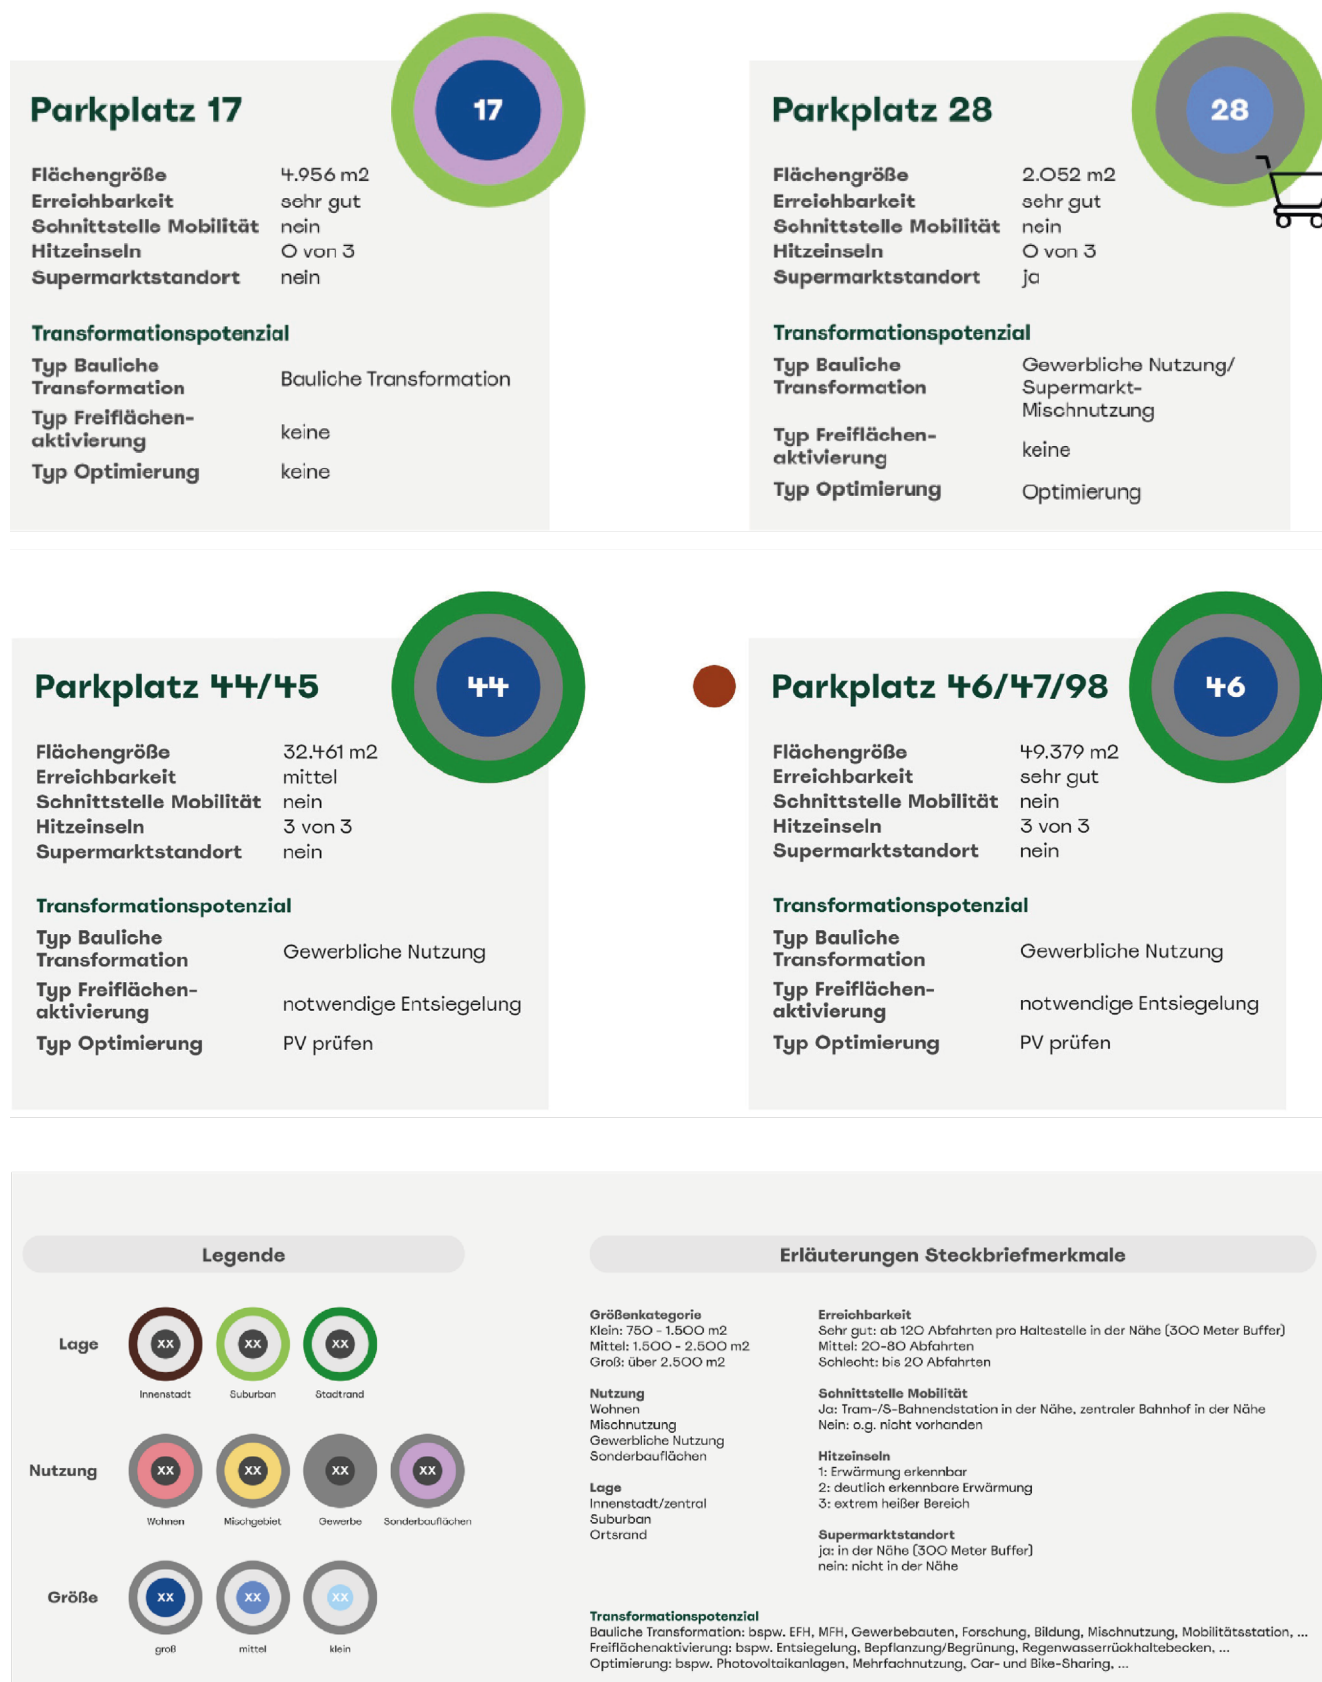 Parkplatz 17
17
Flächengröße 4.956 m2
Erreichbarkeit sehr gut
Schnittstelle Mobilität nein
Hitzeinseln 0 von 3
Supermarktstandort nein
Transformationspotenzial
Typ Bauliche
Transformation Bauliche Transformation
Typ Freiflächen-
aktivierung keine
Typ Optimierung keine
Parkplatz 28
28
Flächengröße 2.052 m2
Erreichbarkeit sehr gut
Schnittstelle Mobilität nein
Hitzeinseln 0 von 3
Supermarktstandort ja
Transformationspotenzial
Typ Bauliche
Transformation Gewerbliche Nutzung/
Supermarkt-
Mischnutzung
Typ Freiflächen-
aktivierung keine
Typ Optimierung Optimierung
Parkplatz 44/45
44
Flächengröße 32.461 m2
Erreichbarkeit mittel
Schnittstelle Mobilität nein
Hitzeinseln 3 von 3
Supermarktstandort nein
Transformationspotenzial
Typ Bauliche
Transformation Gewerbliche Nutzung
Typ Freiflächen-
aktivierung notwendige Entsiegelung
Typ Optimierung PV prüfen
Parkplatz 46/47/98
46
Flächengröße 49.379 m2
Erreichbarkeit sehr gut
Schnittstelle Mobilität nein
Hitzeinseln 3 von 3
Supermarktstandort nein
Transformationspotenzial
Typ Bauliche
Transformation Gewerbliche Nutzung
Typ Freiflächen-
aktivierung notwendige Entsiegelung
Typ Optimierung PV prüfen
Legende
Lage XX XX XX
Innenstadt Suburban Stadtrand
Nutzung XX XX XX XX
Wohnen Mischgebiet Gewerbe Sonderbauflächen
Größe XX XX XX
groß mittel klein
Erläuterungen Steckbriefmerkmale
Größenkategorie
Klein: 750 - 1.500 m2
Mittel: 1.500 - 2.500 m2
Groß: über 2.500 m2
Nutzung
Wohnen
Mischnutzung
Gewerbliche Nutzung
Sonderbauflächen
Lage
Innenstadt/zentral
Suburban
Ortsrand
Erreichbarkeit
Sehr gut: ab 120 Abfahrten pro Haltestelle in der Nähe (300 Meter Buffer)
Mittel: 20-80 Abfahrten
Schlecht: bis 20 Abfahrten
Schnittstelle Mobilität
Ja: Tram-/S-Bahnendstation in der Nähe, zentraler Bahnhof in der Nähe
Nein: o.g. nicht vorhanden
Hitzeinseln
1: Erwärmung erkennbar
2: deutlich erkennbare Erwärmung
3: extrem heißer Bereich
Supermarktstandort
ja: in der Nähe (300 Meter Buffer)
nein: nicht in der Nähe
Transformationspotenzial
Bauliche Transformation: bspw. EFH, MFH, Gewerbebauten, Forschung, Bildung, Mischnutzung, Mobilitätsstation, ...
Freiflächenaktivierung: bspw. Entsiegelung, Bepflanzung/Begrünung, Regenwasserrückhaltebecken, ...
Optimierung: bspw. Photovoltaikanlagen, Mehrfachnutzung, Car- und Bike-Sharing, ...